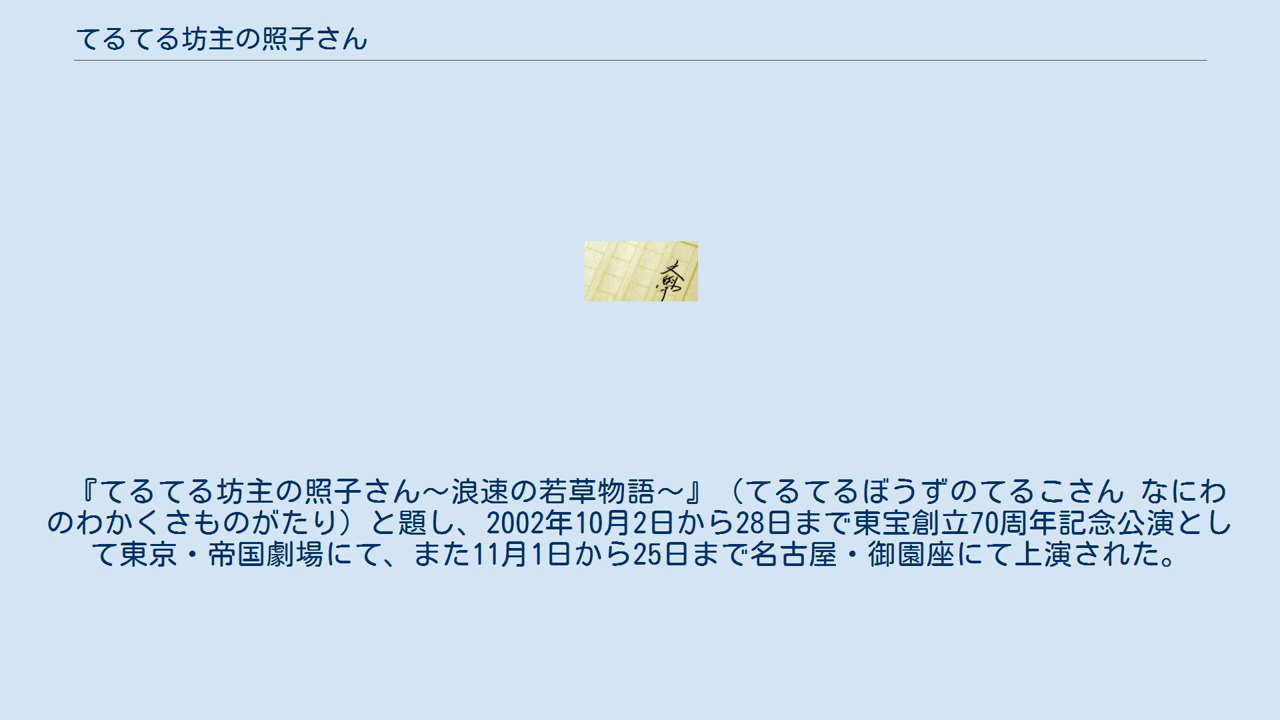 てるてる坊主の照子さん
『てるてる坊主の照子さん〜浪速の若草物語〜』（てるてるぼうずのてるこさん なにわ
のわかくさものがたり）と題し、2002年10月2日から28日まで東宝創立70周年記念公演とし
て東京・帝国劇場にて、また11月1日から25日まで名古屋・御園座にて上演された。